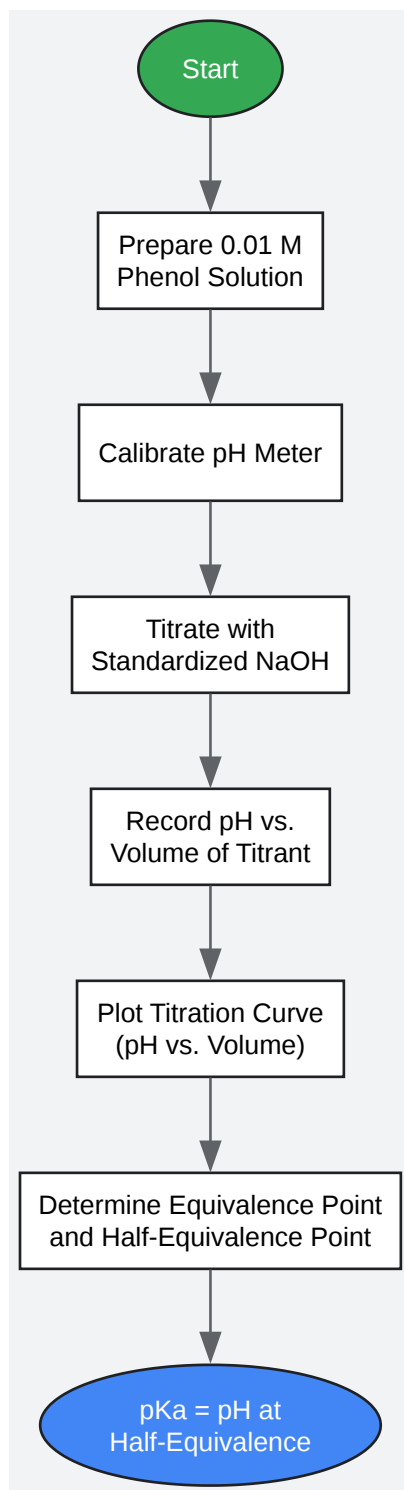 Start
Prepare 0.01 M
Phenol Solution
Calibrate pH Meter
Titrate with
Standardized NaOH
Record pH vs.
Volume of Titrant
Plot Titration Curve
(pH vs. Volume)
Determine Equivalence Point
and Half-Equivalence Point
pKa = pH at
Half-Equivalence